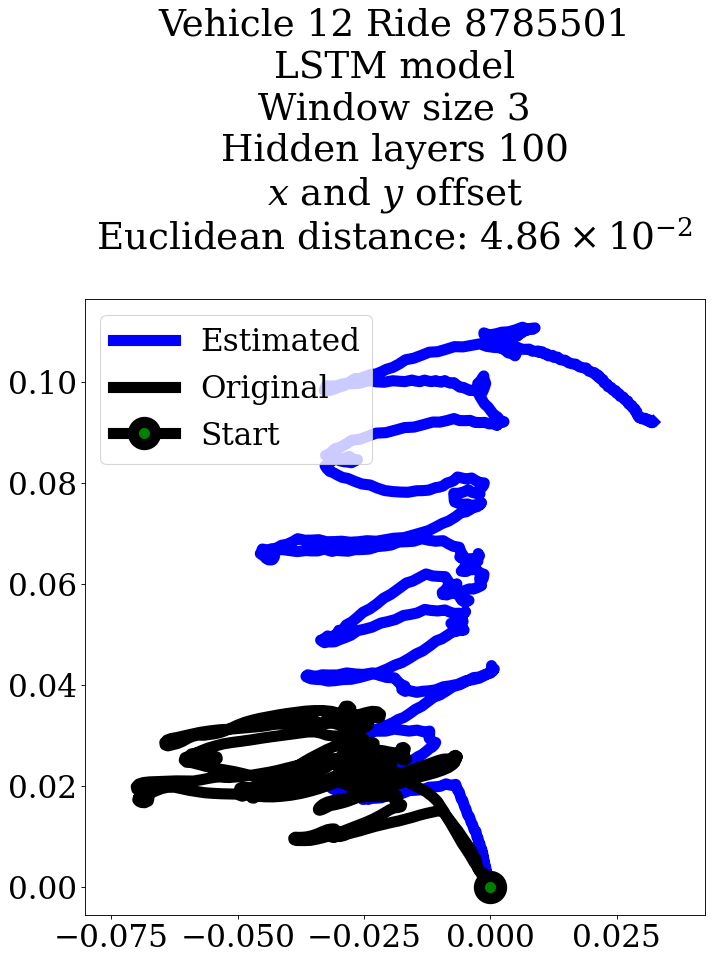 Vehicle 12 Ride 8785501
LSTM model
Window size 3
Hidden layers 100
x and y offset
Euclidean distance: 4.86 × 10⁻²
Estimated
Original
Start
0.10
0.08
0.06
0.04
0.02
0.00
−0.075 −0.050 −0.025 0.000 0.025